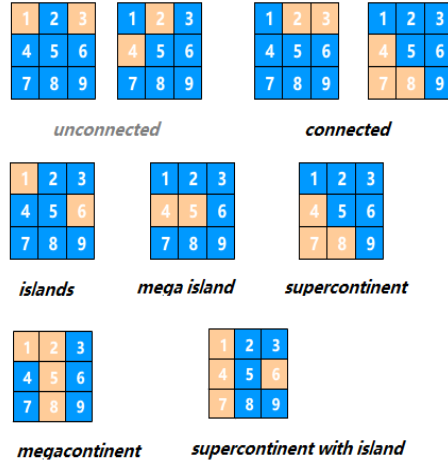 1 2 3 1 2 3 1 2 3 1 2 3
4 5 6 4 5 6 4 5 6 4 5 6
7 8 9 7 8 9 7 8 9 7 8 9
unconnected connected
1 2 3 1 2 3 1 2 3
4 5 6 4 5 6 4 5 6
7 8 9 7 8 9 7 8 9
islands mega island supercontinent
1 2 3 1 2 3
4 5 6 4 5 6
7 8 9 7 8 9
megacontinent supercontinent with island